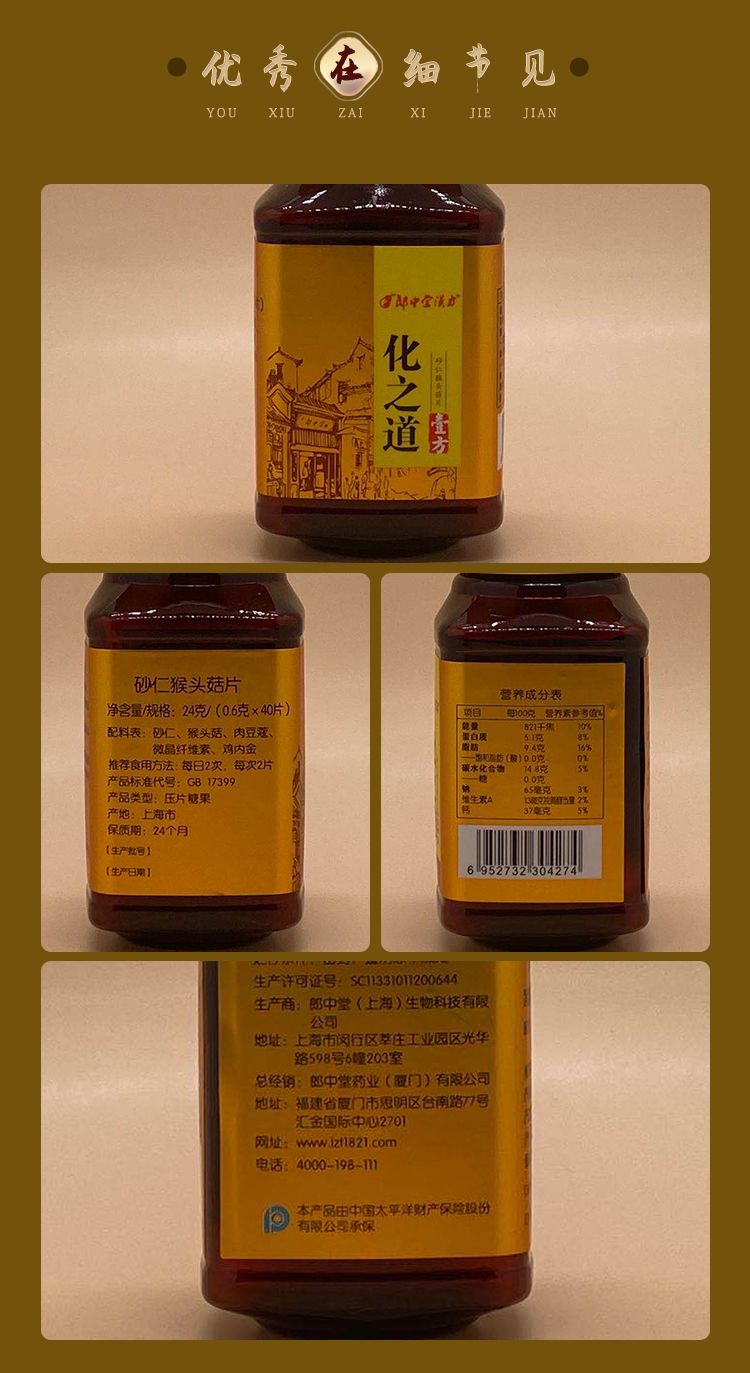 优秀在细节见
YOU XIU ZAI XI JIE JIAN
郎中堂漢方
化之道
砂仁猴头菇片
壹方
砂仁猴头菇片
净含量/规格：24克/（0.6克×40片）
配料表：砂仁、猴头菇、肉豆蔻、
微晶纤维素、鸡内金
推荐食用方法：每日2次，每次2片
产品标准代号：GB 17399
产品类型：压片糖果
产地：上海市
保质期：24个月
【生产批号】
【生产日期】
营养成分表
项目 每100克 营养素参考值%
能量 821千焦 10%
蛋白质 5.1克 8%
脂肪 9.4克 16%
——饱和脂肪（酸）0.0克 0%
碳水化合物 14.8克 5%
——糖 0.0克
钠 65毫克 3%
维生素A 2%
钙 37毫克 5%
6 952732 304274
生产许可证号：SC11331011200644
生产商：郎中堂（上海）生物科技有限
公司
地址：上海市闵行区莘庄工业园区光华
路598号6幢203室
总经销：郎中堂药业（厦门）有限公司
地址：福建省厦门市思明区台南路77号
汇金国际中心2701
网址：www.lzt1821.com
电话：4000-198-111
本产品由中国太平洋财产保险股份
有限公司承保